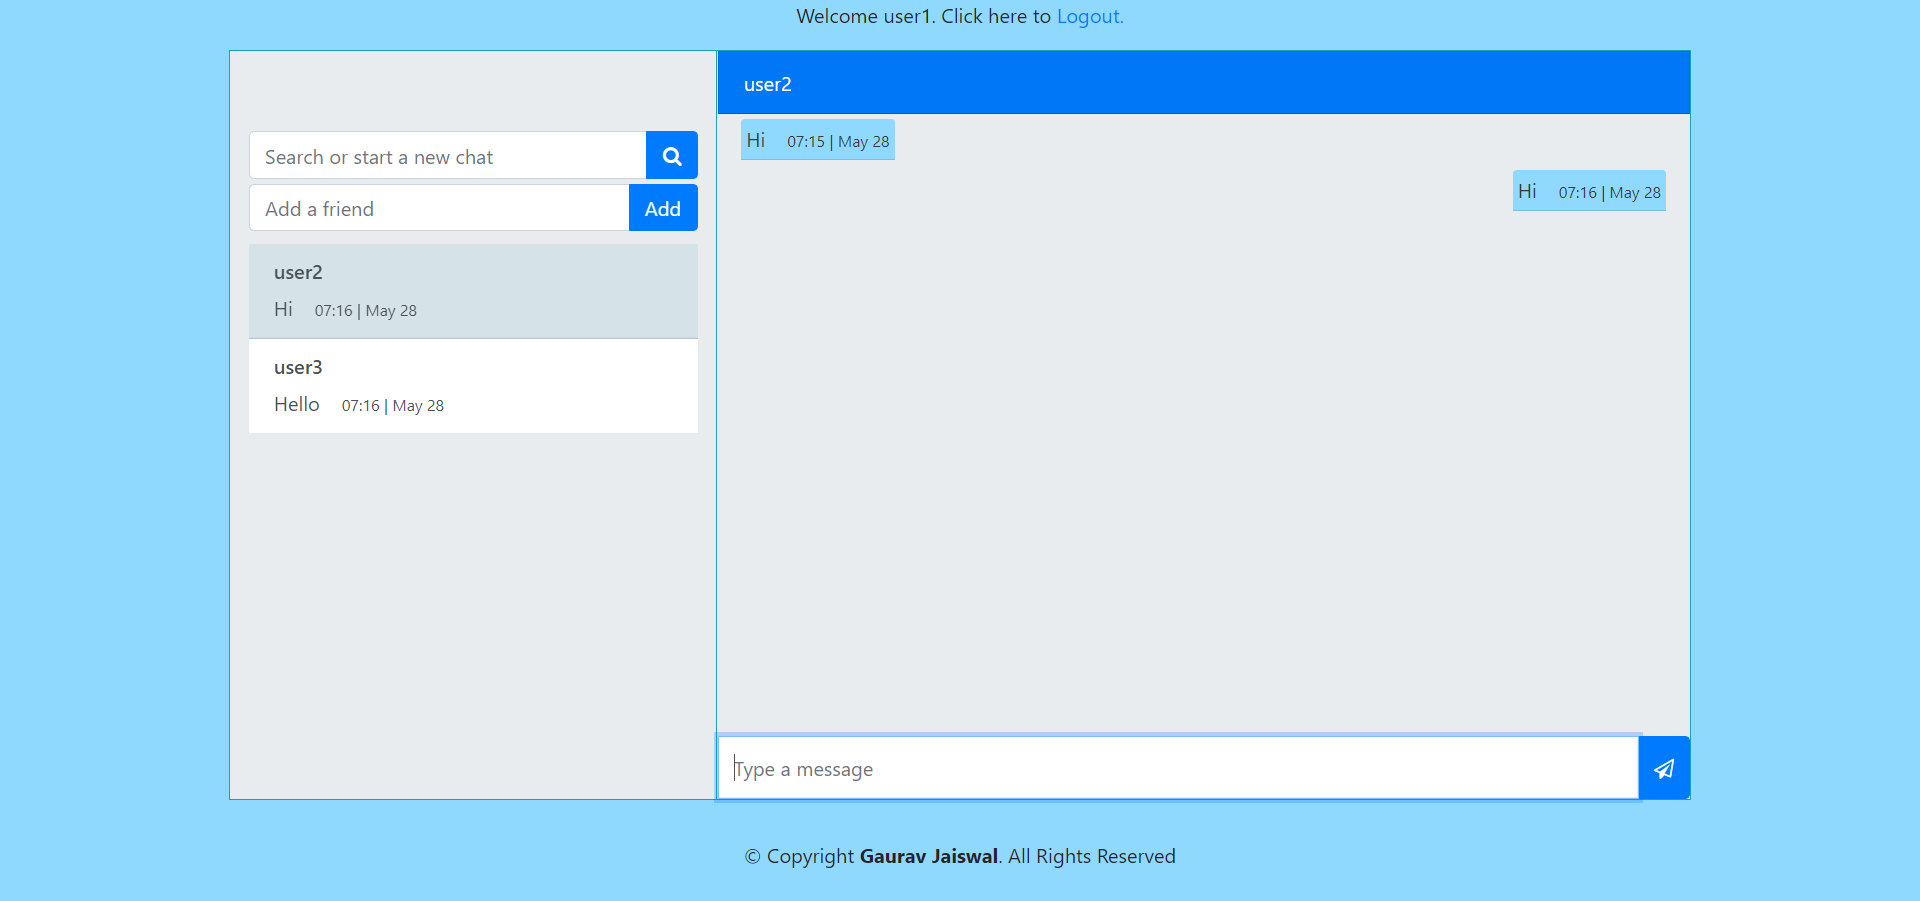 Welcome user1. Click here to Logout.
Search or start a new chat
Add a friend
Add
user2
Hi 07:16 | May 28
user3
Hello 07:16 | May 28
user2
Hi 07:15 | May 28
Hi 07:16 | May 28
Type a message
© Copyright Gaurav Jaiswal. All Rights Reserved